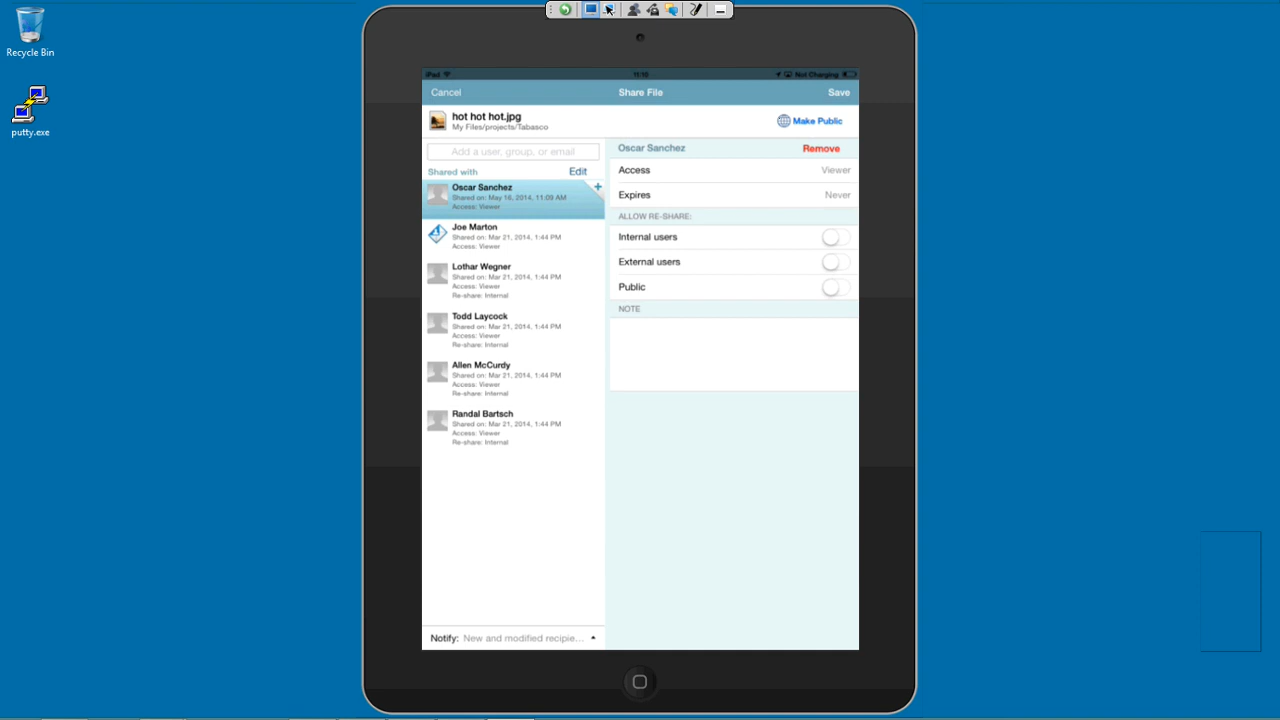 Recycle Bin
putty.exe
iPad
11:10
Not Charging
Cancel
Share File
Save
hot hot hot.jpg
My Files/projects/Tabasco
Make Public
Add a user, group, or email
Shared with
Edit
Oscar Sanchez
Shared on: May 16, 2014, 11:09 AM
Access: Viewer
Joe Marton
Shared on: Mar 21, 2014, 1:44 PM
Access: Viewer
Lothar Wegner
Shared on: Mar 21, 2014, 1:44 PM
Access: Viewer
Re-share: Internal
Todd Laycock
Shared on: Mar 21, 2014, 1:44 PM
Access: Viewer
Re-share: Internal
Allen McCurdy
Shared on: Mar 21, 2014, 1:44 PM
Access: Viewer
Re-share: Internal
Randal Bartsch
Shared on: Mar 21, 2014, 1:44 PM
Access: Viewer
Re-share: Internal
Notify: New and modified recipie...
Oscar Sanchez
Remove
Access
Viewer
Expires
Never
ALLOW RE-SHARE:
Internal users
External users
Public
NOTE